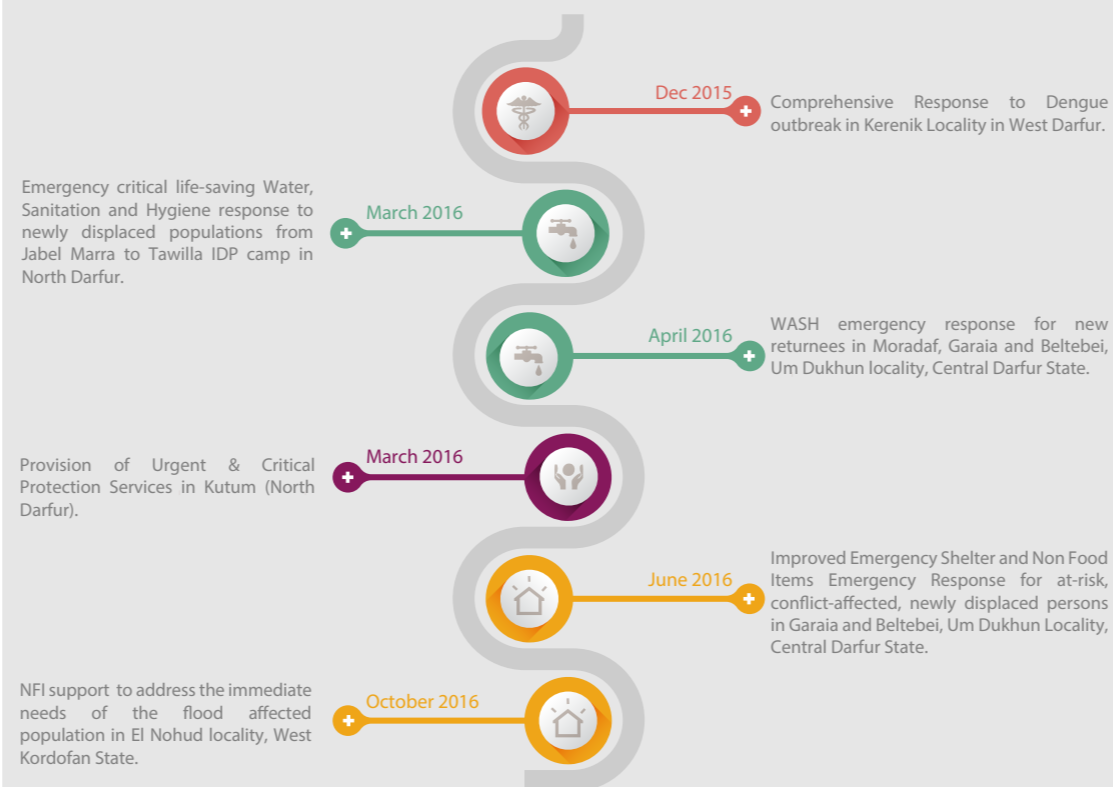 Dec 2015
Comprehensive Response to Dengue
outbreak in Kerenik Locality in West Darfur.
March 2016
Emergency critical life-saving Water,
Sanitation and Hygiene response to
newly displaced populations from
Jabel Marra to Tawilla IDP camp in
North Darfur.
April 2016
WASH emergency response for new
returnees in Moradaf, Garaia and Beltebei,
Um Dukhun locality, Central Darfur State.
March 2016
Provision of Urgent & Critical
Protection Services in Kutum (North
Darfur).
June 2016
Improved Emergency Shelter and Non Food
Items Emergency Response for at-risk,
conflict-affected, newly displaced persons
in Garaia and Beltebei, Um Dukhun Locality,
Central Darfur State.
October 2016
NFI support to address the immediate
needs of the flood affected
population in El Nohud locality, West
Kordofan State.